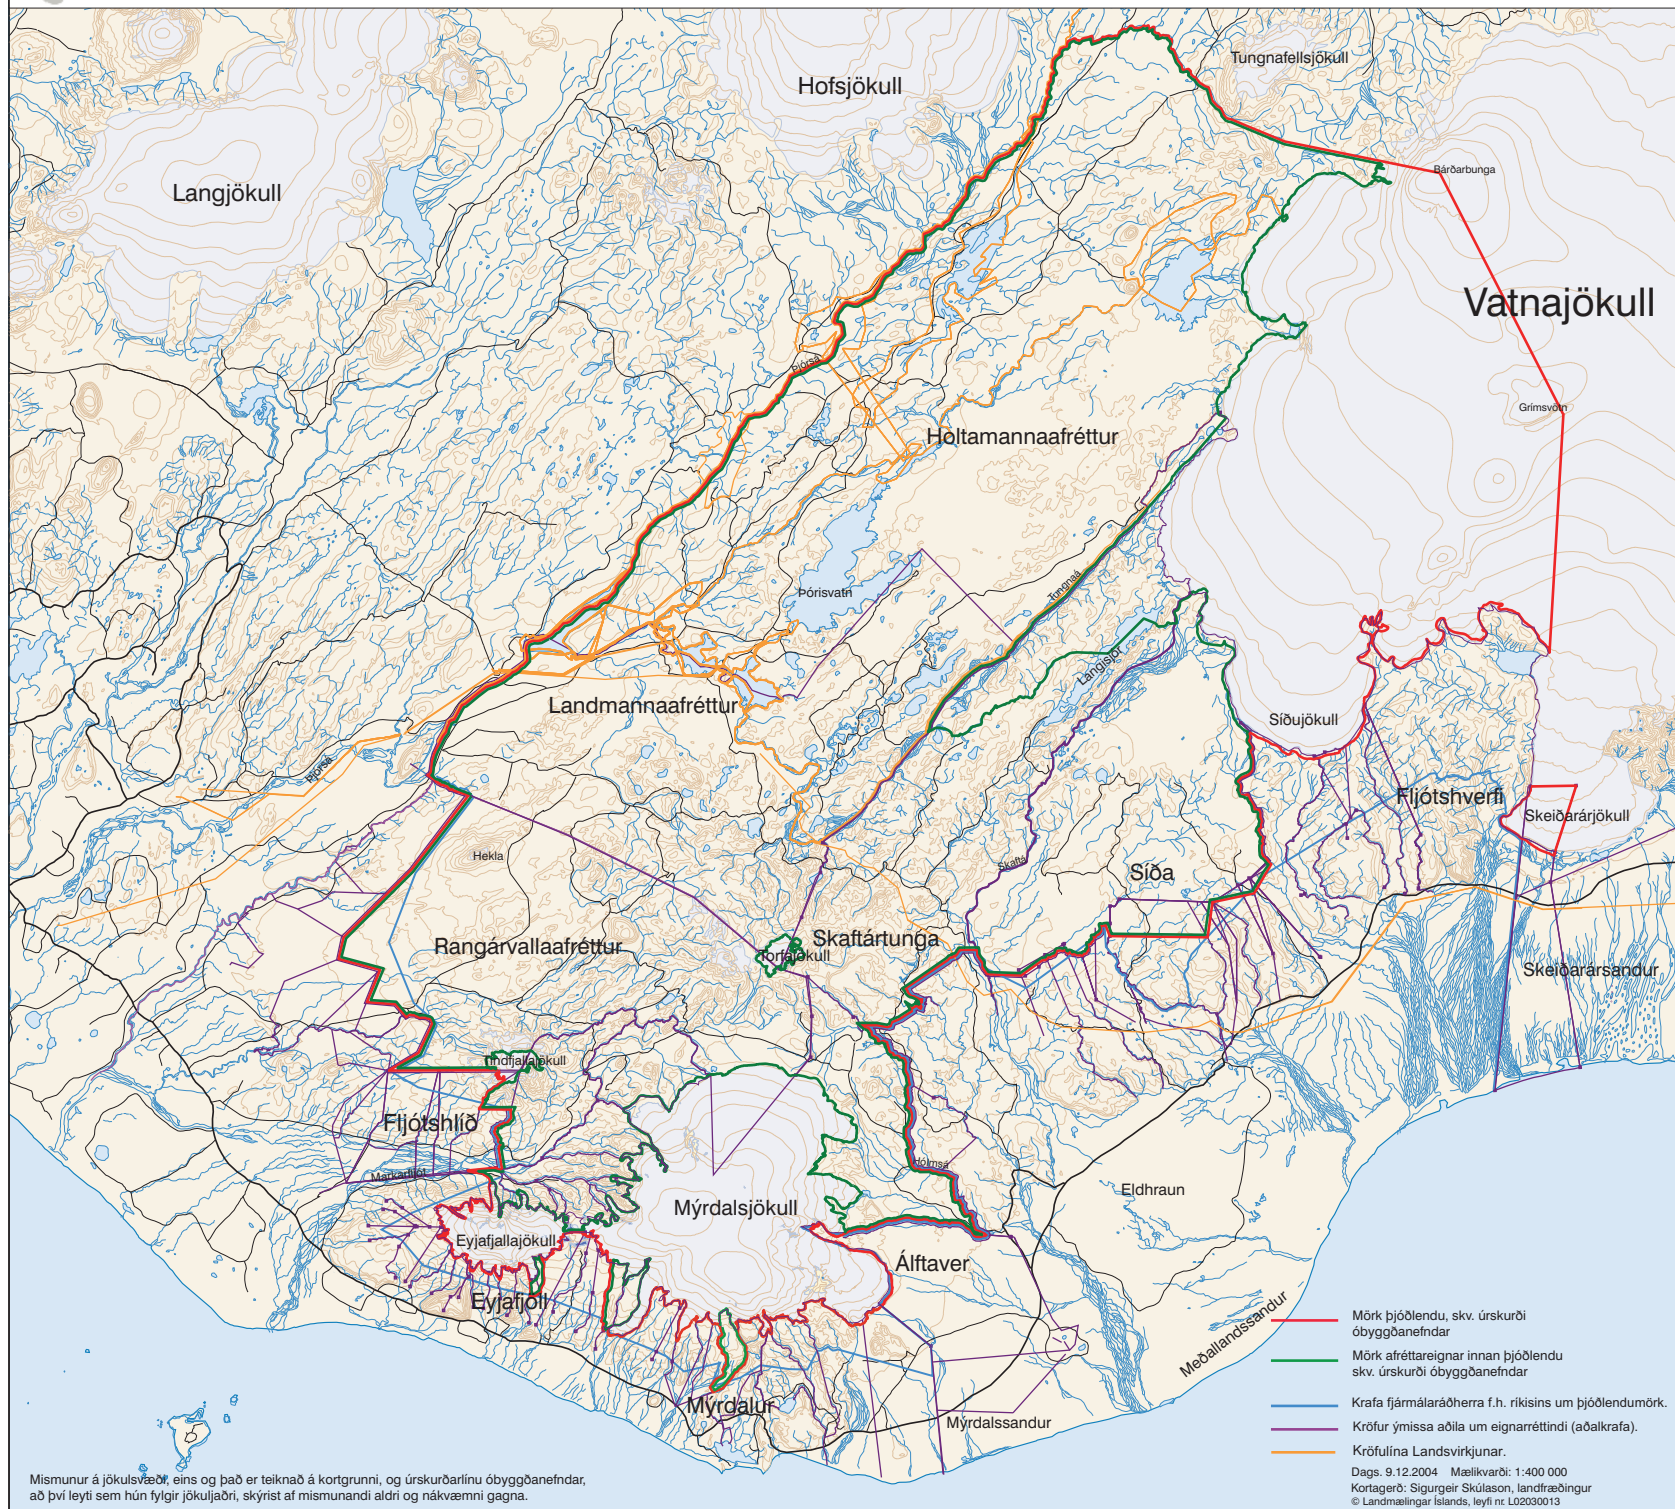 Tungnafellsjökull
Hofsjökull
Bárðarbunga
Langjökull
Vatnajökull
Þjórsá
Grímsvötn
Holtamannaafréttur
Tungnaá
Þórisvatn
Langisjór
Landmannaafréttur
Síðujökull
Þjórsá
Fljótshverfi
Skeiðarárjökull
Hekla
Skaftá
Síða
Skaftártunga
Rangárvallaafréttur
Torfajökull
Skeiðarársandur
Tindfjallajökull
Fljótshlíð
Markarfljót
Hólmsá
Eldhraun
Mýrdalsjökull
Eyjafjallajökull
Álftaver
Eyjafjöll
Meðallandssandur
Mýrdalur
Mýrdalssandur
Mörk þjóðlendu, skv. úrskurði
óbyggðanefndar
Mörk afréttareignar innan þjóðlendu
skv. úrskurði óbyggðanefndar
Krafa fjármálaráðherra f.h. ríkisins um þjóðlendumörk.
Kröfur ýmissa aðila um eignarréttindi (aðalkrafa).
Kröfulína Landsvirkjunar.
Dags. 9.12.2004 Mælikvarði: 1:400 000
Kortagerð: Sigurgeir Skúlason, landfræðingur
© Landmælingar Íslands, leyfi nr. L02030013
Mismunur á jökulsvæði, eins og það er teiknað á kortgrunni, og úrskurðarlínu óbyggðanefndar,
að því leyti sem hún fylgir jökuljaðri, skýrist af mismunandi aldri og nákvæmni gagna.